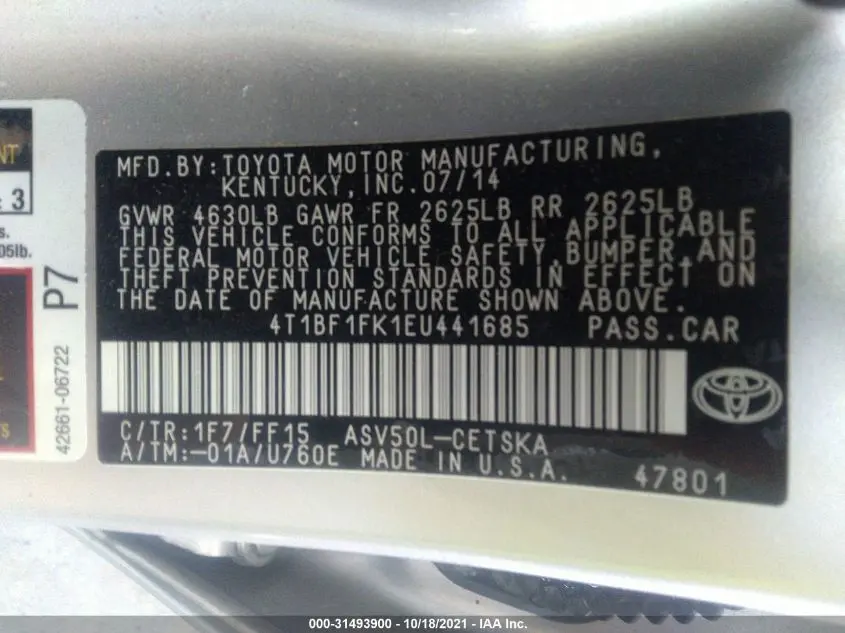 MFD.BY:TOYOTA MOTOR MANUFACTURING,
KENTUCKY,INC.07/14
GVWR 4630LB GAWR FR 2625LB RR 2625LB
THIS VEHICLE CONFORMS TO ALL APPLICABLE
FEDERAL MOTOR VEHICLE SAFETY,BUMPER,AND
THEFT PREVENTION STANDARDS IN EFFECT ON
THE DATE OF MANUFACTURE SHOWN ABOVE.
4T1BF1FK1EU441685 PASS.CAR
C/TR:1F7/FF15 ASV50L-CETSKA
A/TM:-01A/U760E MADE IN U.S.A.
47801
NT
: 3
s.
05lb.
S
P7
42661-06722
000-31493900 - 10/18/2021 - IAA Inc.